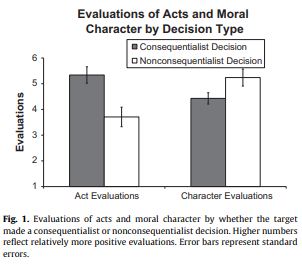 Evaluations of Acts and Moral
Character by Decision Type
Consequentialist Decision
Nonconsequentialist Decision
Evaluations
6
5
4
3
2
1
Act Evaluations Character Evaluations
Fig. 1. Evaluations of acts and moral character by whether the target
made a consequentialist or nonconsequentialist decision. Higher numbers
reflect relatively more positive evaluations. Error bars represent standard
errors.